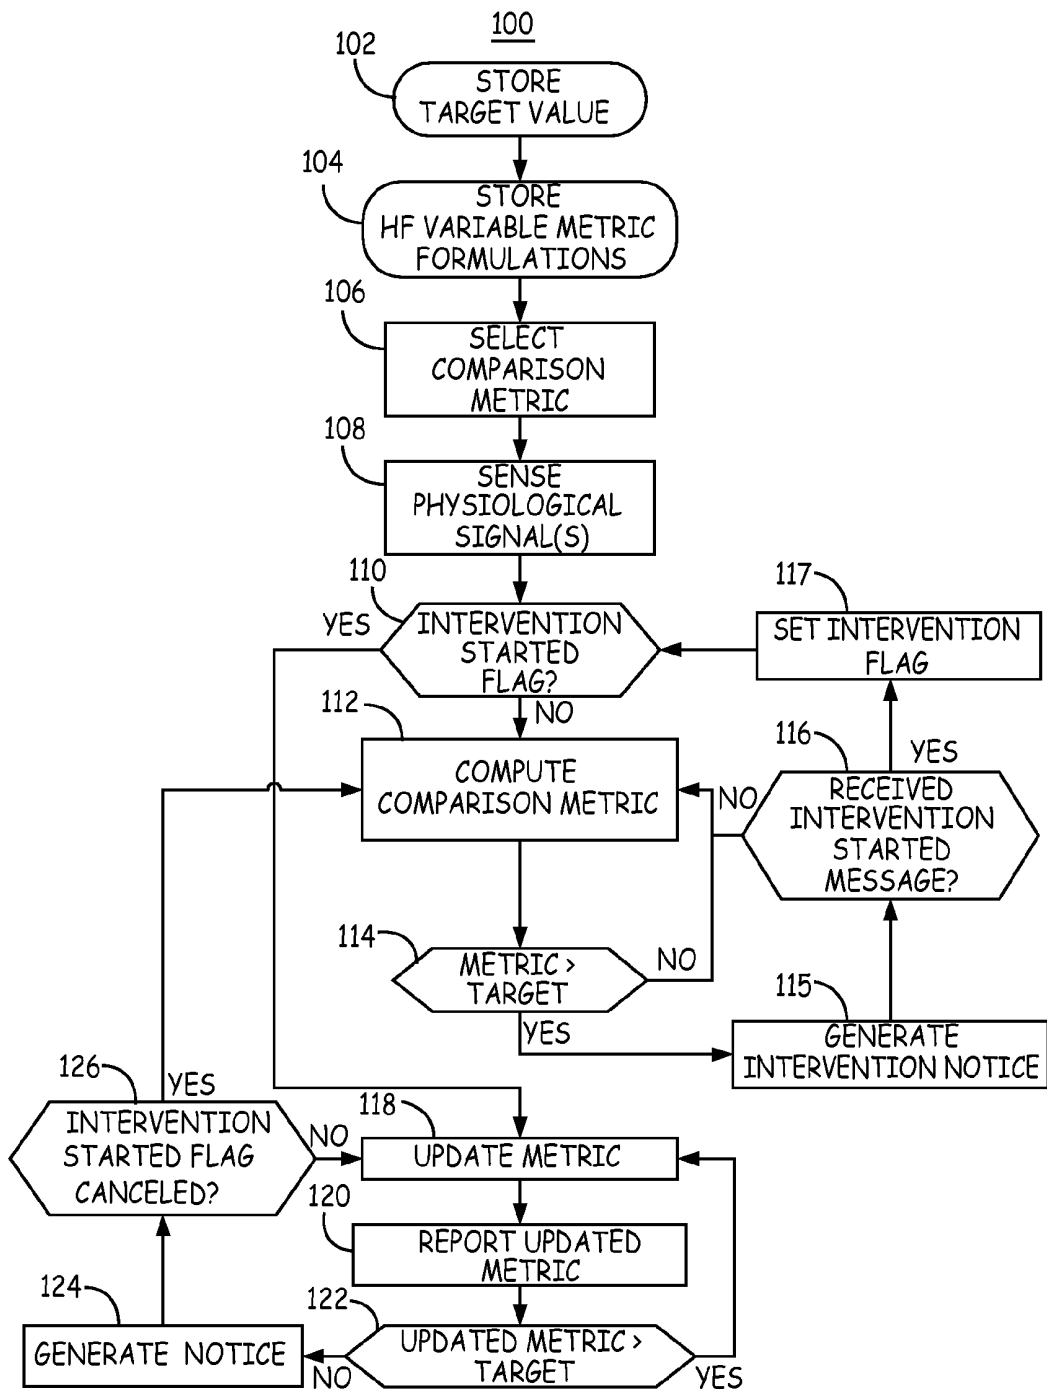 100
102
STORE
TARGET VALUE
104
STORE
HF VARIABLE METRIC
FORMULATIONS
106
SELECT
COMPARISON
METRIC
108
SENSE
PHYSIOLOGICAL
SIGNAL(S)
110
YES
INTERVENTION
STARTED
FLAG?
117
SET INTERVENTION
FLAG
112
NO
COMPUTE
COMPARISON METRIC
116
YES
NO
RECEIVED
INTERVENTION
STARTED
MESSAGE?
114
METRIC >
TARGET
NO
YES
115
GENERATE
INTERVENTION NOTICE
126
YES
INTERVENTION
STARTED FLAG
CANCELED?
NO
118
UPDATE METRIC
120
REPORT UPDATED
METRIC
124
GENERATE NOTICE
122
UPDATED METRIC >
TARGET
NO
YES